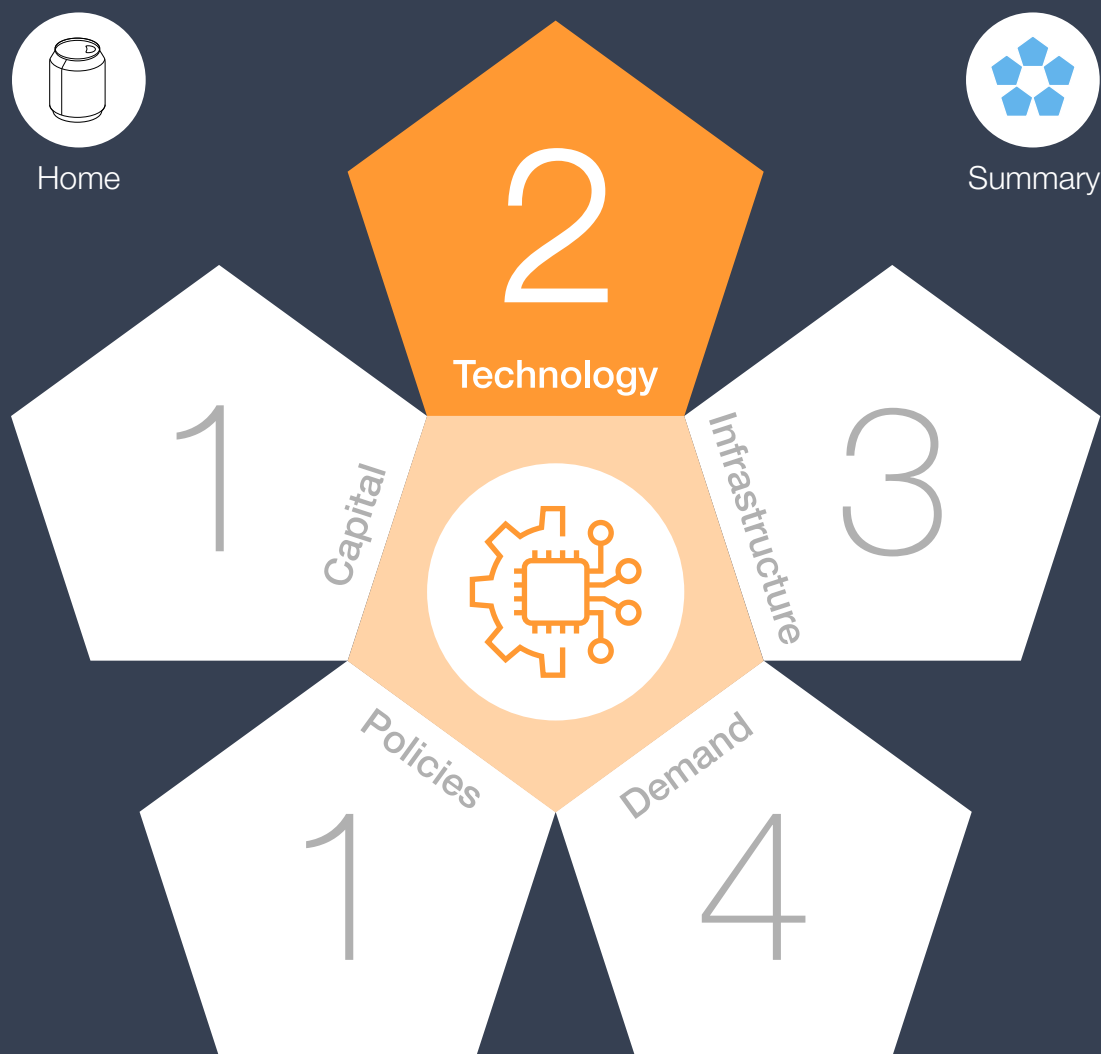 Home
Summary
2
Technology
1
Capital
Infrastructure
3
Policies
1
Demand
4